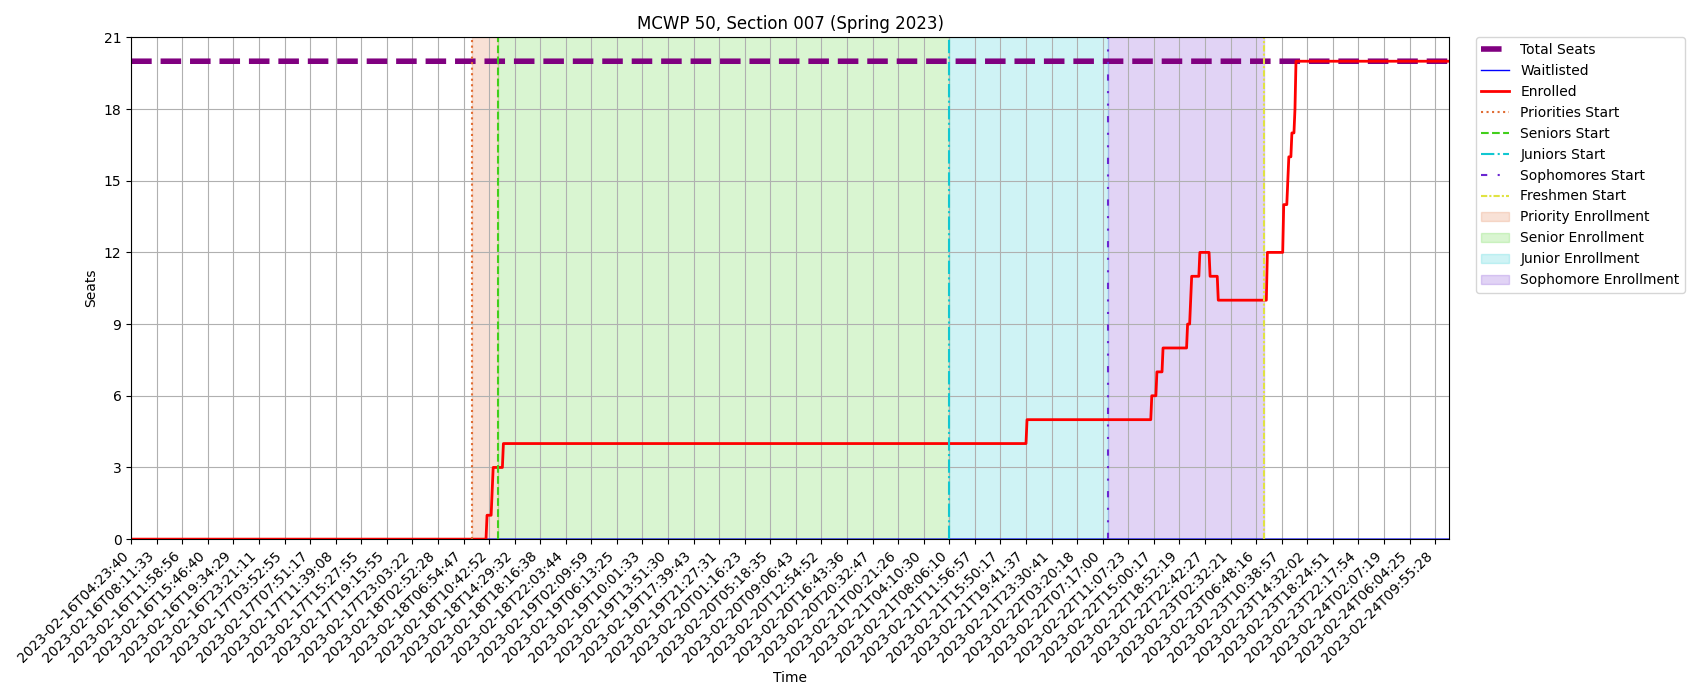 MCWP 50, Section 007 (Spring 2023)
Seats
21
18
15
12
9
6
3
0
2023-02-16T04:23:40
2023-02-16T08:11:33
2023-02-16T11:58:56
2023-02-16T15:46:40
2023-02-16T19:34:29
2023-02-16T23:21:11
2023-02-17T03:52:55
2023-02-17T07:51:17
2023-02-17T11:39:08
2023-02-17T15:27:55
2023-02-17T19:15:55
2023-02-17T23:03:22
2023-02-18T02:52:28
2023-02-18T06:54:47
2023-02-18T10:42:52
2023-02-18T14:29:32
2023-02-18T18:16:38
2023-02-18T22:03:44
2023-02-19T02:09:59
2023-02-19T06:13:25
2023-02-19T10:01:33
2023-02-19T13:51:30
2023-02-19T17:39:43
2023-02-19T21:27:31
2023-02-20T01:16:23
2023-02-20T05:18:35
2023-02-20T09:06:43
2023-02-20T12:54:52
2023-02-20T16:43:36
2023-02-20T20:32:47
2023-02-21T00:21:26
2023-02-21T04:10:30
2023-02-21T08:06:10
2023-02-21T11:56:57
2023-02-21T15:50:17
2023-02-21T19:41:37
2023-02-21T23:30:41
2023-02-22T03:20:18
2023-02-22T07:17:00
2023-02-22T11:07:23
2023-02-22T15:00:17
2023-02-22T18:52:19
2023-02-22T22:42:27
2023-02-23T02:32:21
2023-02-23T06:48:16
2023-02-23T10:38:57
2023-02-23T14:32:02
2023-02-23T18:24:51
2023-02-23T22:17:54
2023-02-24T02:07:19
2023-02-24T06:04:25
2023-02-24T09:55:28
Time
Total Seats
Waitlisted
Enrolled
Priorities Start
Seniors Start
Juniors Start
Sophomores Start
Freshmen Start
Priority Enrollment
Senior Enrollment
Junior Enrollment
Sophomore Enrollment